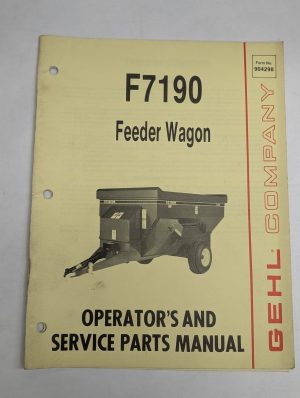 Form No.
904298
F7190
Feeder Wagon
GEHL COMPANY
OPERATOR'S AND
SERVICE PARTS MANUAL